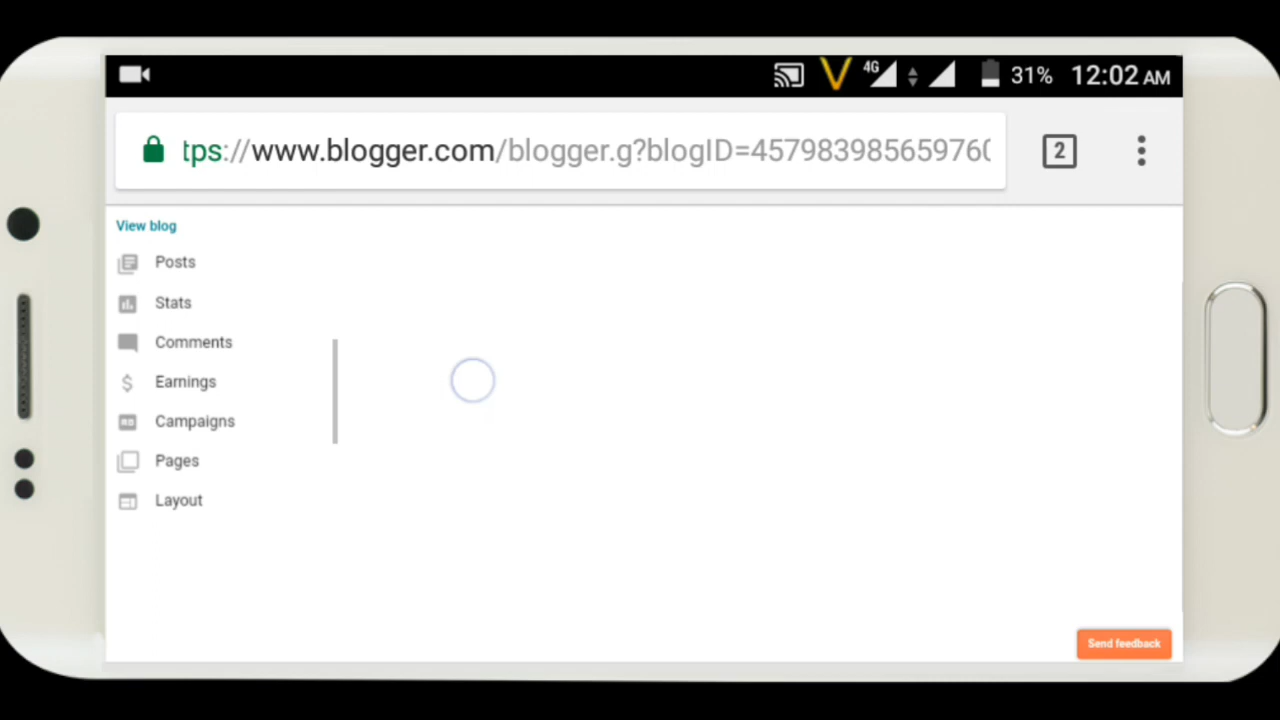 4G 31% 12:02 AM
tps://www.blogger.com/blogger.g?blogID=457983985659760 2
View blog
Posts
Stats
Comments
Earnings
Campaigns
Pages
Layout
Send feedback